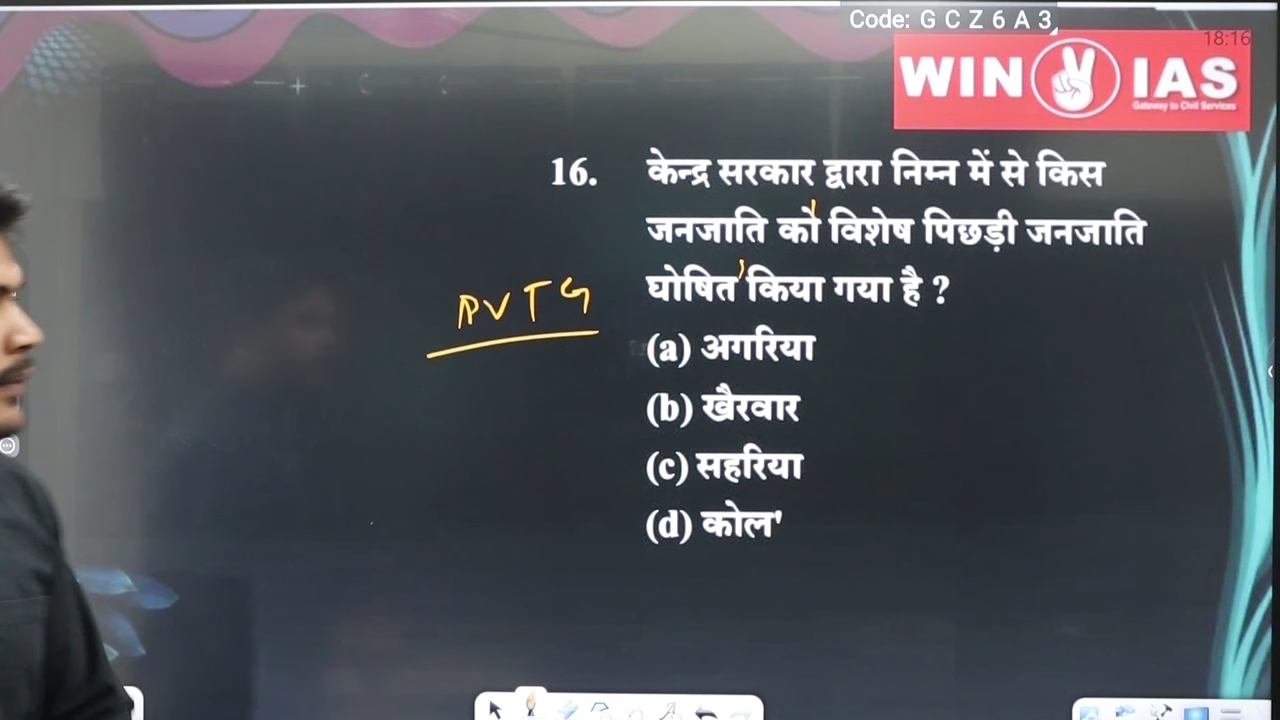 Code: G C Z 6 A 3
18:16
WIN IAS
Gateway to Civil Services
16. केन्द्र सरकार द्वारा निम्न में से किस
जनजाति को विशेष पिछड़ी जनजाति
घोषित किया गया है ?
PVTG
(a) अगरिया
(b) खैरवार
(c) सहरिया
(d) कोल'